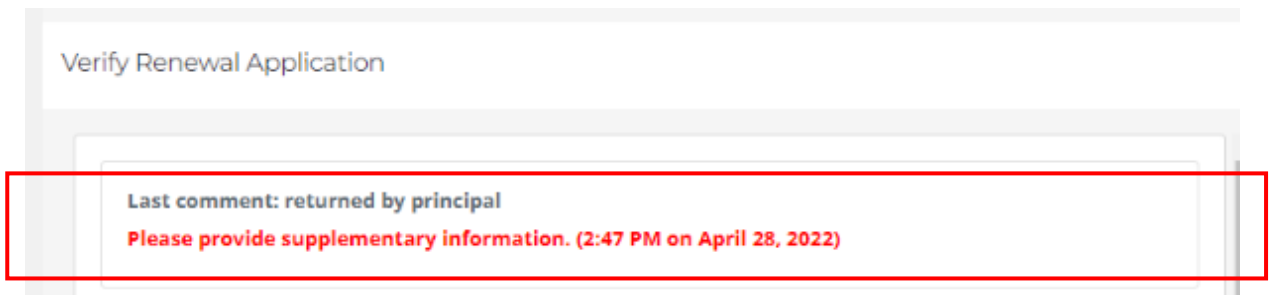 Verify Renewal Application
Last comment: returned by principal
Please provide supplementary information. (2:47 PM on April 28, 2022)